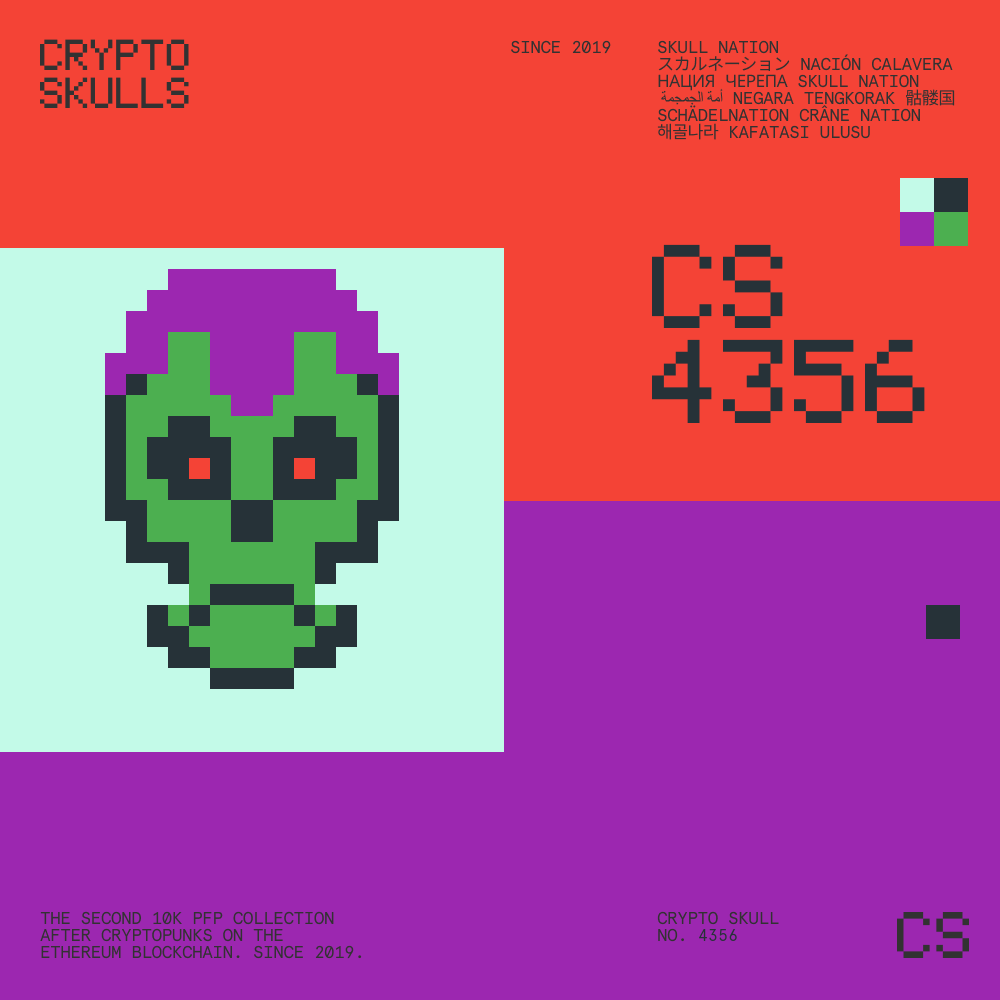 CRYPTO
SKULLS
SINCE 2019
SKULL NATION
スカルネーション NACIÓN CALAVERA
НАЦИЯ ЧЕРЕПА SKULL NATION
أمة الجمجمة NEGARA TENGKORAK 骷髅国
SCHÄDELNATION CRÂNE NATION
해골나라 KAFATASI ULUSU
CS
4356
THE SECOND 10K PFP COLLECTION
AFTER CRYPTOPUNKS ON THE
ETHEREUM BLOCKCHAIN. SINCE 2019.
CRYPTO SKULL
NO. 4356
CS